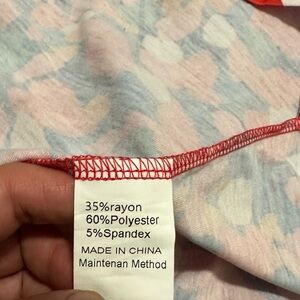 35%rayon
60%Polyester
5%Spandex
MADE IN CHINA
Maintenan Method